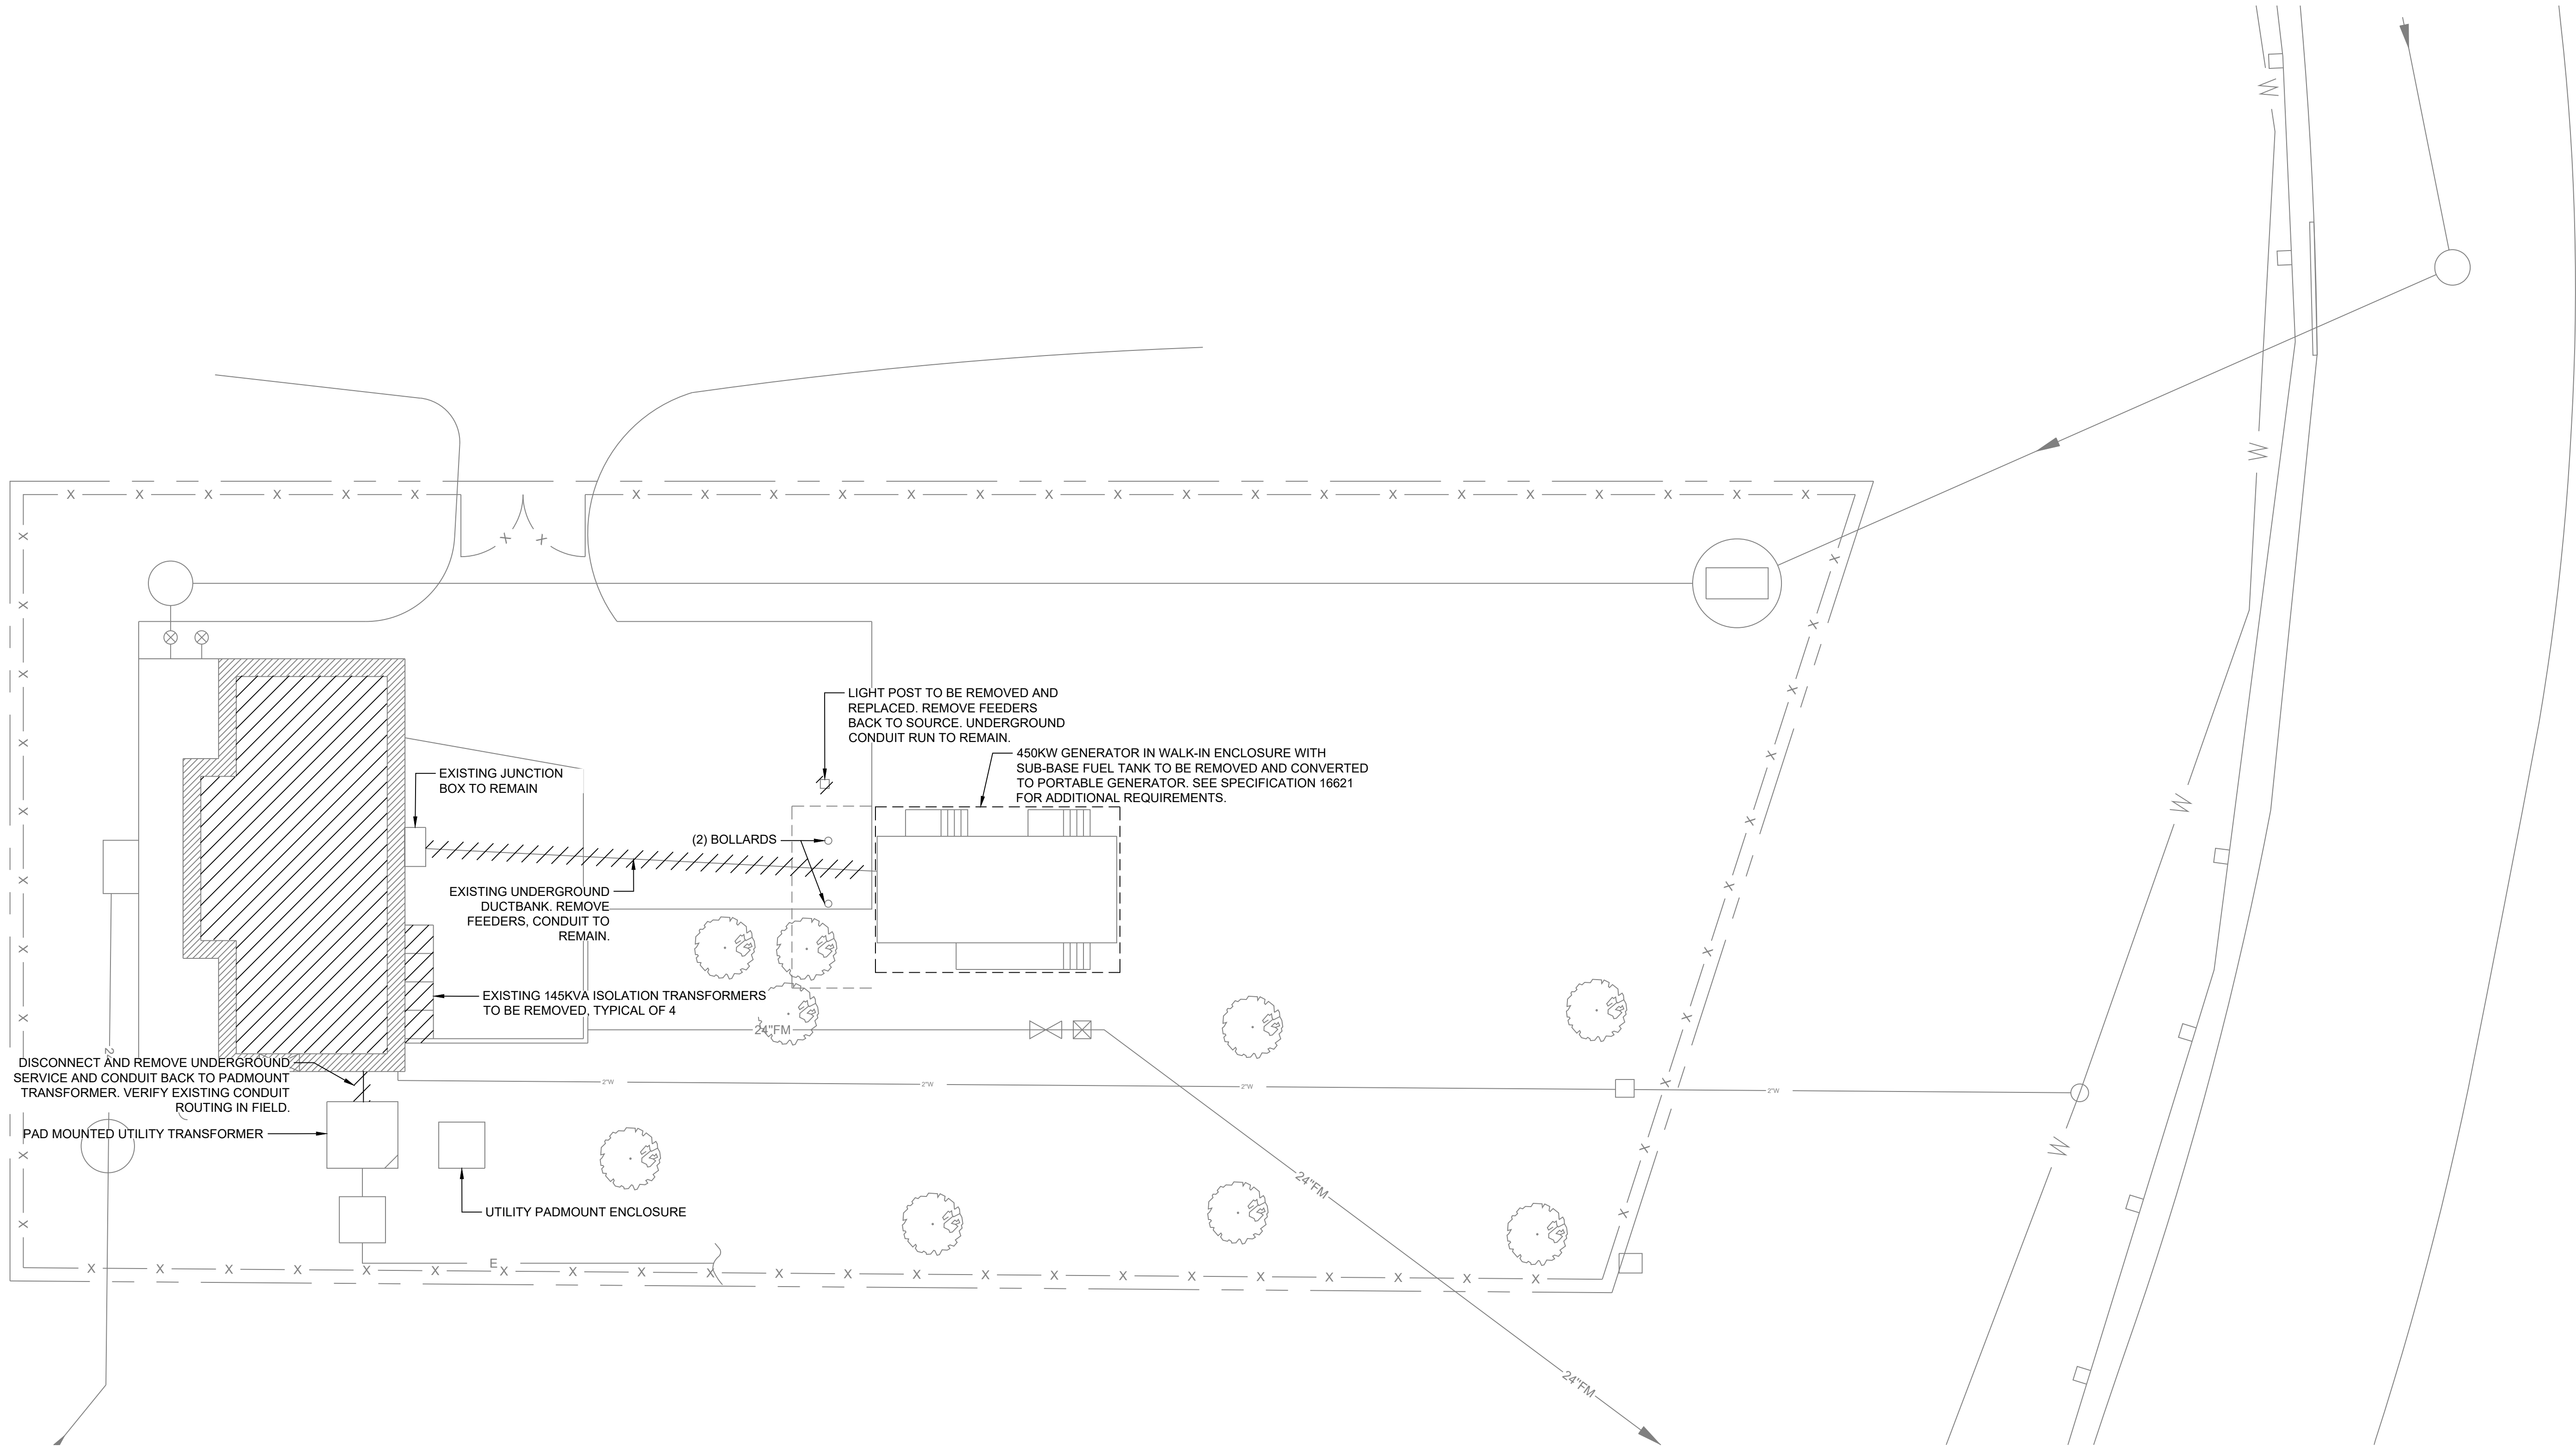 LIGHT POST TO BE REMOVED AND
REPLACED. REMOVE FEEDERS
BACK TO SOURCE. UNDERGROUND
CONDUIT RUN TO REMAIN.
450KW GENERATOR IN WALK-IN ENCLOSURE WITH
SUB-BASE FUEL TANK TO BE REMOVED AND CONVERTED
TO PORTABLE GENERATOR. SEE SPECIFICATION 16621
FOR ADDITIONAL REQUIREMENTS.
EXISTING JUNCTION
BOX TO REMAIN
(2) BOLLARDS
EXISTING UNDERGROUND
DUCTBANK. REMOVE
FEEDERS, CONDUIT TO
REMAIN.
EXISTING 145KVA ISOLATION TRANSFORMERS
TO BE REMOVED, TYPICAL OF 4
24"FM
DISCONNECT AND REMOVE UNDERGROUND
SERVICE AND CONDUIT BACK TO PADMOUNT
TRANSFORMER. VERIFY EXISTING CONDUIT
ROUTING IN FIELD.
2"W
2"W
2"W
2"W
PAD MOUNTED UTILITY TRANSFORMER
24"FM
UTILITY PADMOUNT ENCLOSURE
E
24"FM
W
W
W
W